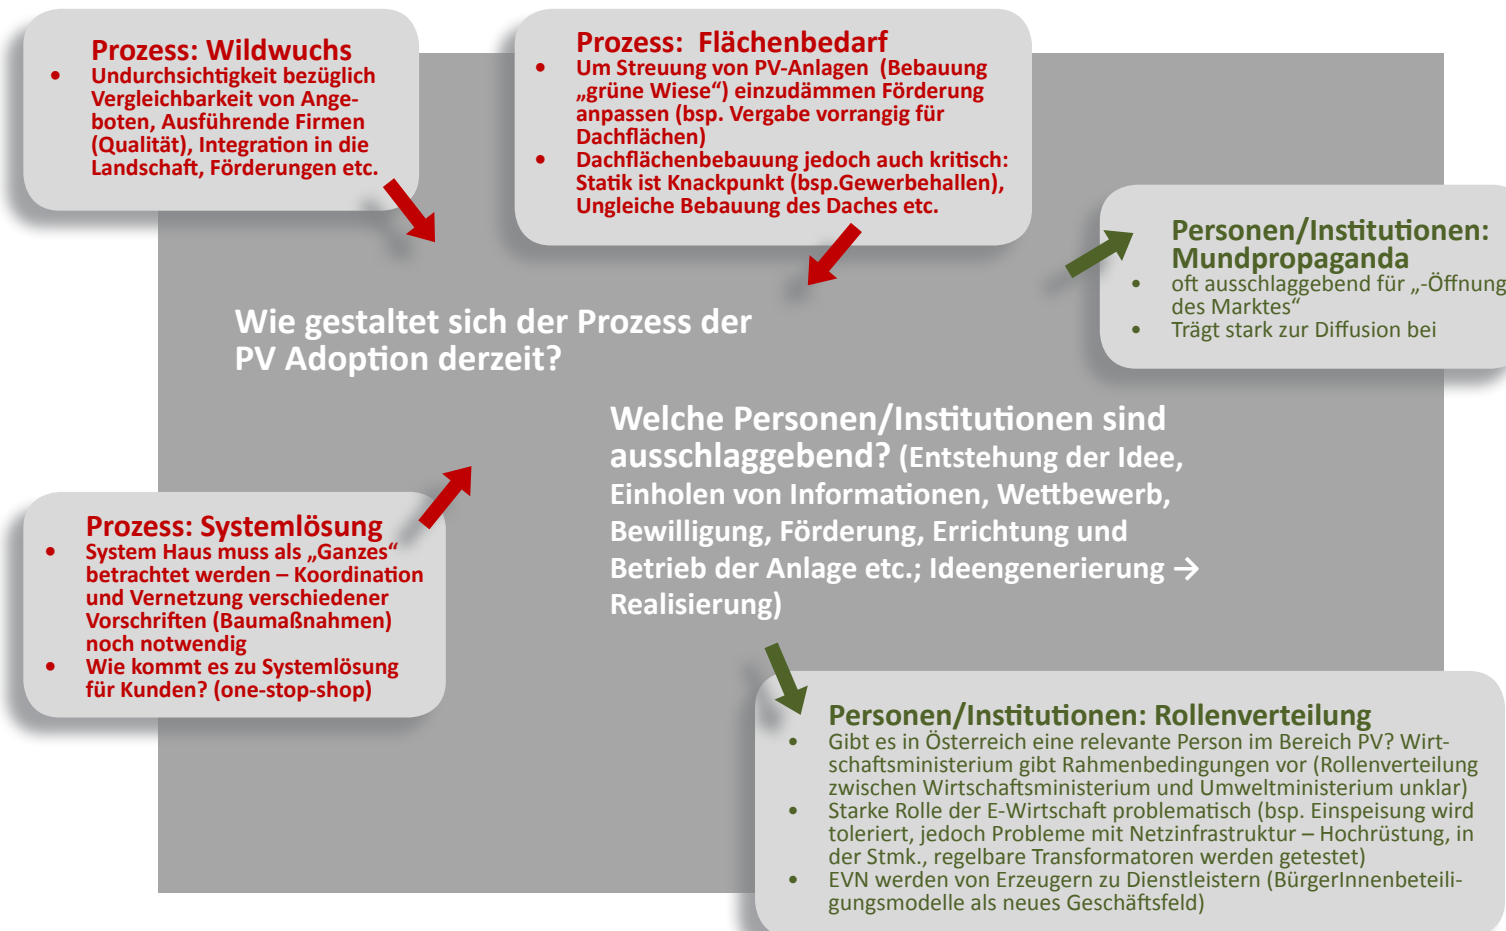 Prozess: Wildwuchs
• Undurchsichtigkeit bezüglich
Vergleichbarkeit von Ange-
boten, Ausführende Firmen
(Qualität), Integration in die
Landschaft, Förderungen etc.
Prozess:  Flächenbedarf
• Um Streuung von PV-Anlagen  (Bebauung
„grüne Wiese“) einzudämmen Förderung
anpassen (bsp. Vergabe vorrangig für
Dachflächen)
• Dachflächenbebauung jedoch auch kritisch:
Statik ist Knackpunkt (bsp.Gewerbehallen),
Ungleiche Bebauung des Daches etc.
Personen/Institutionen:
Mundpropaganda
• oft ausschlaggebend für „-Öffnung
des Marktes“
• Trägt stark zur Diffusion bei
Wie gestaltet sich der Prozess der
PV Adoption derzeit?
Welche Personen/Institutionen sind
ausschlaggebend? (Entstehung der Idee,
Einholen von Informationen, Wettbewerb,
Bewilligung, Förderung, Errichtung und
Betrieb der Anlage etc.; Ideengenerierung →
Realisierung)
Prozess: Systemlösung
• System Haus muss als „Ganzes“
betrachtet werden – Koordination
und Vernetzung verschiedener
Vorschriften (Baumaßnahmen)
noch notwendig
• Wie kommt es zu Systemlösung
für Kunden? (one-stop-shop)
Personen/Institutionen: Rollenverteilung
• Gibt es in Österreich eine relevante Person im Bereich PV? Wirt-
schaftsministerium gibt Rahmenbedingungen vor (Rollenverteilung
zwischen Wirtschaftsministerium und Umweltministerium unklar)
• Starke Rolle der E-Wirtschaft problematisch (bsp. Einspeisung wird
toleriert, jedoch Probleme mit Netzinfrastruktur – Hochrüstung, in
der Stmk., regelbare Transformatoren werden getestet)
• EVN werden von Erzeugern zu Dienstleistern (BürgerInnenbeteili-
gungsmodelle als neues Geschäftsfeld)